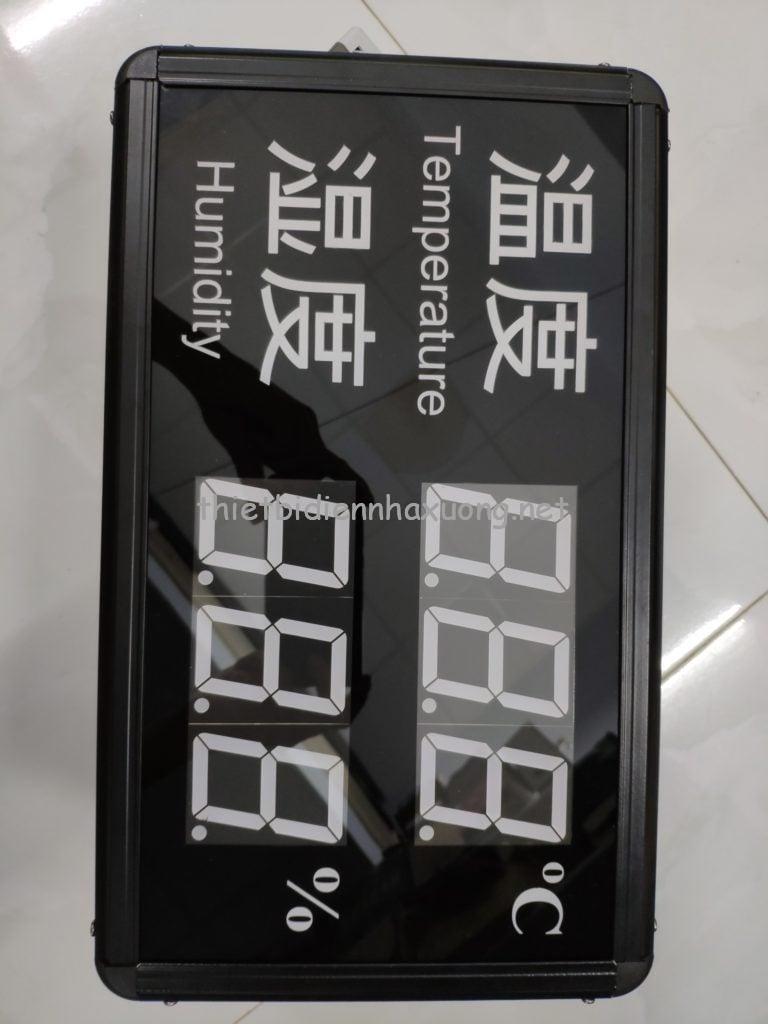 温度 8.8.8. °C
Temperature
湿度 8.8.8. %
Humidity
thietbidiennhaxuong.net